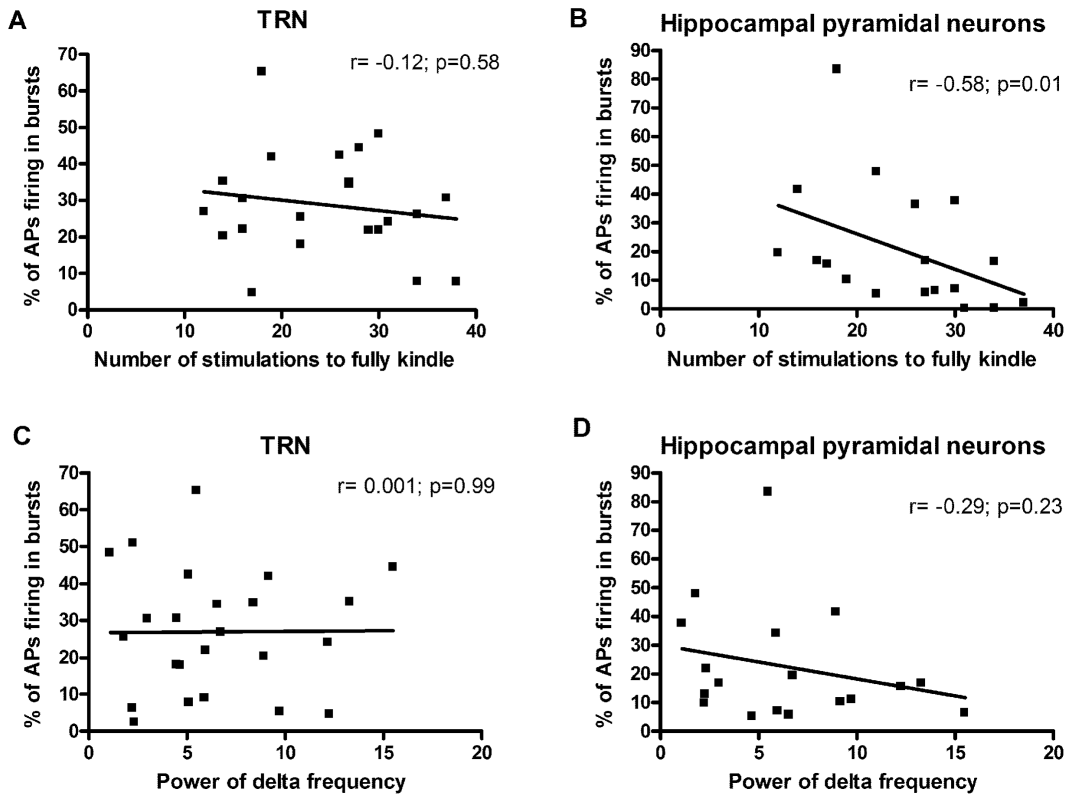 A
TRN
r= -0.12; p=0.58
% of APs firing in bursts
70
60
50
40
30
20
10
0
0 10 20 30 40
Number of stimulations to fully kindle
B
Hippocampal pyramidal neurons
r= -0.58; p=0.01
% of APs firing in bursts
90
80
70
60
50
40
30
20
10
0
0 10 20 30 40
Number of stimulations to fully kindle
C
TRN
r= 0.001; p=0.99
% of APs firing in bursts
70
60
50
40
30
20
10
0
0 5 10 15 20
Power of delta frequency
D
Hippocampal pyramidal neurons
r= -0.29; p=0.23
% of APs firing in bursts
90
80
70
60
50
40
30
20
10
0
0 5 10 15 20
Power of delta frequency